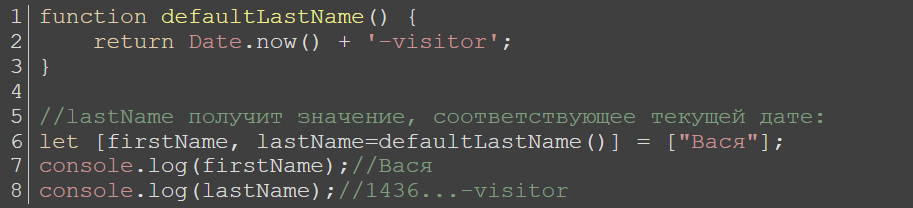 1 function defaultLastName() {
2     return Date.now() + '-visitor';
3 }
4
5 //lastName получит значение, соответствующее текущей дате:
6 let [firstName, lastName=defaultLastName()] = ["Вася"];
7 console.log(firstName);//Вася
8 console.log(lastName);//1436...-visitor